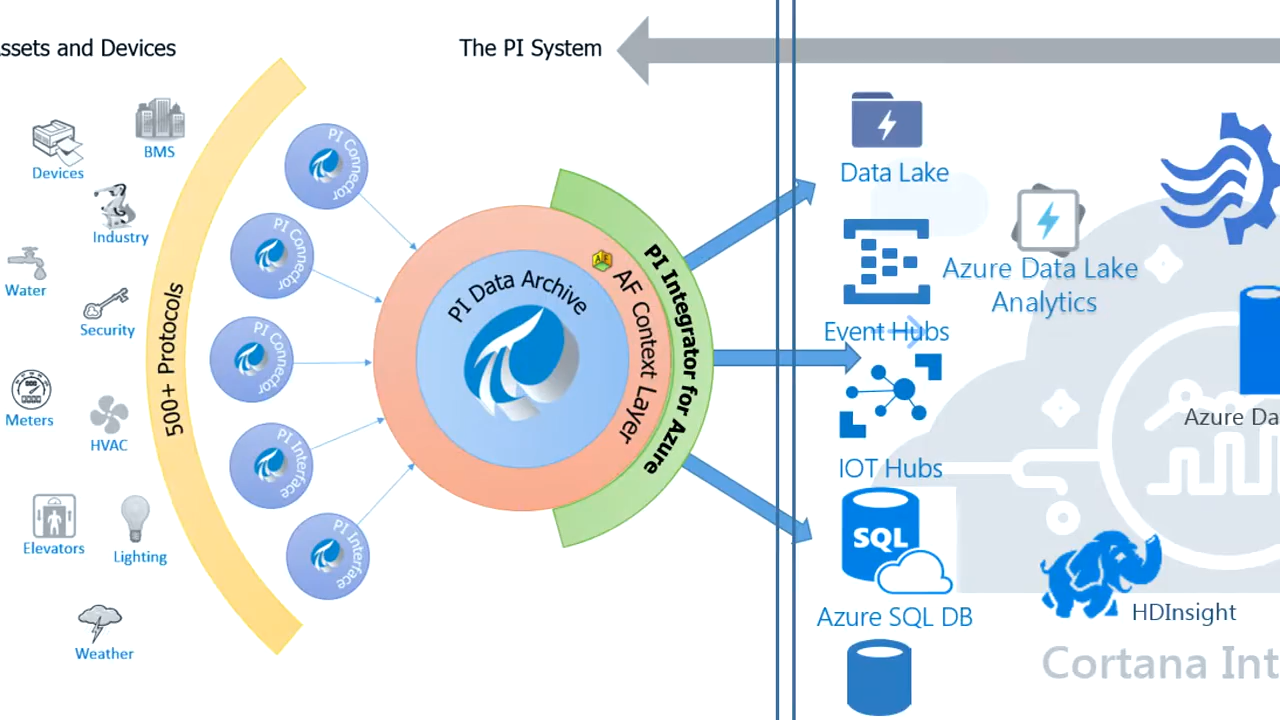 ssets and Devices
The PI System
BMS
Devices
Industry
Water
Security
Meters
HVAC
Elevators
Lighting
Weather
500+ Protocols
PI Connector
PI Connector
PI Connector
PI Interface
PI Interface
PI Data Archive
AF
AF Context Layer
PI Integrator for Azure
Data Lake
Event Hubs
IOT Hubs
SQL
Azure SQL DB
Azure Data Lake
Analytics
Azure Da
HDInsight
Cortana Int